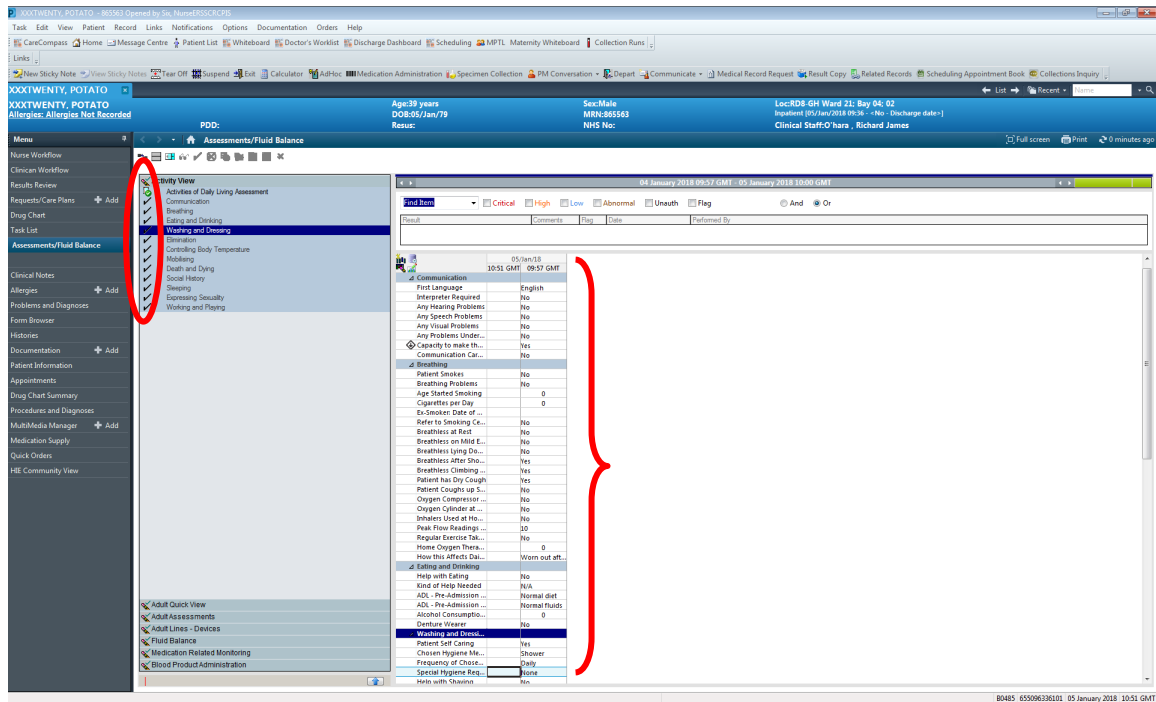 XXXTWENTY, POTATO - 865563 Opened by Six, NurseERSSCRCPJS
Task Edit View Patient Record Links Notifications Options Documentation Orders Help
CareCompass Home Message Centre Patient List Whiteboard Doctor's Worklist Discharge Dashboard Scheduling MPTL Maternity Whiteboard Collection Runs
Links
New Sticky Note View Sticky Notes Tear Off Suspend Exit Calculator AdHoc Medication Administration Specimen Collection PM Conversation Depart Communicate Medical Record Request Result Copy Related Records Scheduling Appointment Book Collections Inquiry
XXXTWENTY, POTATO List Recent Name
XXXTWENTY, POTATO Age:39 years Sex:Male Loc:RD8-GH Ward 21; Bay 04; 02
Allergies: Allergies Not Recorded DOB:05/Jan/79 MRN:865563 Inpatient [05/Jan/2018 09:36 - <No - Discharge date>]
PDD: Resus: NHS No: Clinical Staff:O'hara , Richard James
Menu Assessments/Fluid Balance Full screen Print 0 minutes ago
Nurse Workflow
Clinican Workflow
Results Review
Requests/Care Plans + Add
Drug Chart
Task List
Assessments/Fluid Balance
Clinical Notes
Allergies + Add
Problems and Diagnoses
Form Browser
Histories
Documentation + Add
Patient Information
Appointments
Drug Chart Summary
Procedures and Diagnoses
MultiMedia Manager + Add
Medication Supply
Quick Orders
HIE Community View
Activity View
Activities of Daily Living Assessment
Communication
Breathing
Eating and Drinking
Washing and Dressing
Elimination
Controlling Body Temperature
Mobilising
Death and Dying
Social History
Sleeping
Expressing Sexuality
Working and Playing
Adult Quick View
Adult Assessments
Adult Lines - Devices
Fluid Balance
Medication Related Monitoring
Blood Product Administration
04 January 2018 09:57 GMT - 05 January 2018 10:00 GMT
Find Item Critical High Low Abnormal Unauth Flag And Or
Result Comments Flag Date Performed By
05/Jan/18
10:51 GMT 09:57 GMT
Communication
First Language English
Interpreter Required No
Any Hearing Problems No
Any Speech Problems No
Any Visual Problems No
Any Problems Under... No
Capacity to make th... Yes
Communication Car... No
Breathing
Patient Smokes No
Breathing Problems No
Age Started Smoking 0
Cigarettes per Day 0
Ex-Smoker: Date of ...
Refer to Smoking Ce... No
Breathless at Rest No
Breathless on Mild E... No
Breathless Lying Do... No
Breathless After Sho... Yes
Breathless Climbing ... Yes
Patient has Dry Cough Yes
Patient Coughs up S... No
Oxygen Compressor ... No
Oxygen Cylinder at ... No
Inhalers Used at Ho... No
Peak Flow Readings ... 10
Regular Exercise Tak... No
Home Oxygen Thera... 0
How this Affects Dai... Worn out aft...
Eating and Drinking
Help with Eating No
Kind of Help Needed N/A
ADL - Pre-Admission ... Normal diet
ADL - Pre-Admission ... Normal fluids
Alcohol Consumptio... 0
Denture Wearer No
Washing and Dressi...
Patient Self Caring Yes
Chosen Hygiene Me... Shower
Frequency of Chose... Daily
Special Hygiene Req... None
Help with Shaving No
B0485 655096336101 05 January 2018 10:51 GMT